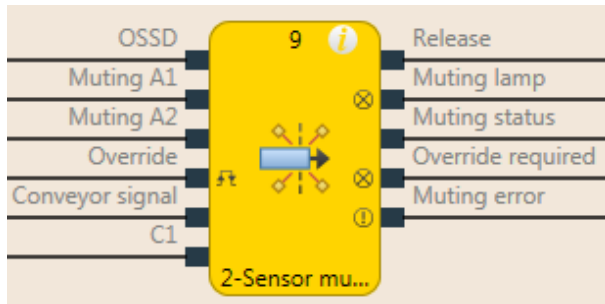 OSSD
Muting A1
Muting A2
Override
Conveyor signal
C1
9
i
2-Sensor mu...
Release
Muting lamp
Muting status
Override required
Muting error